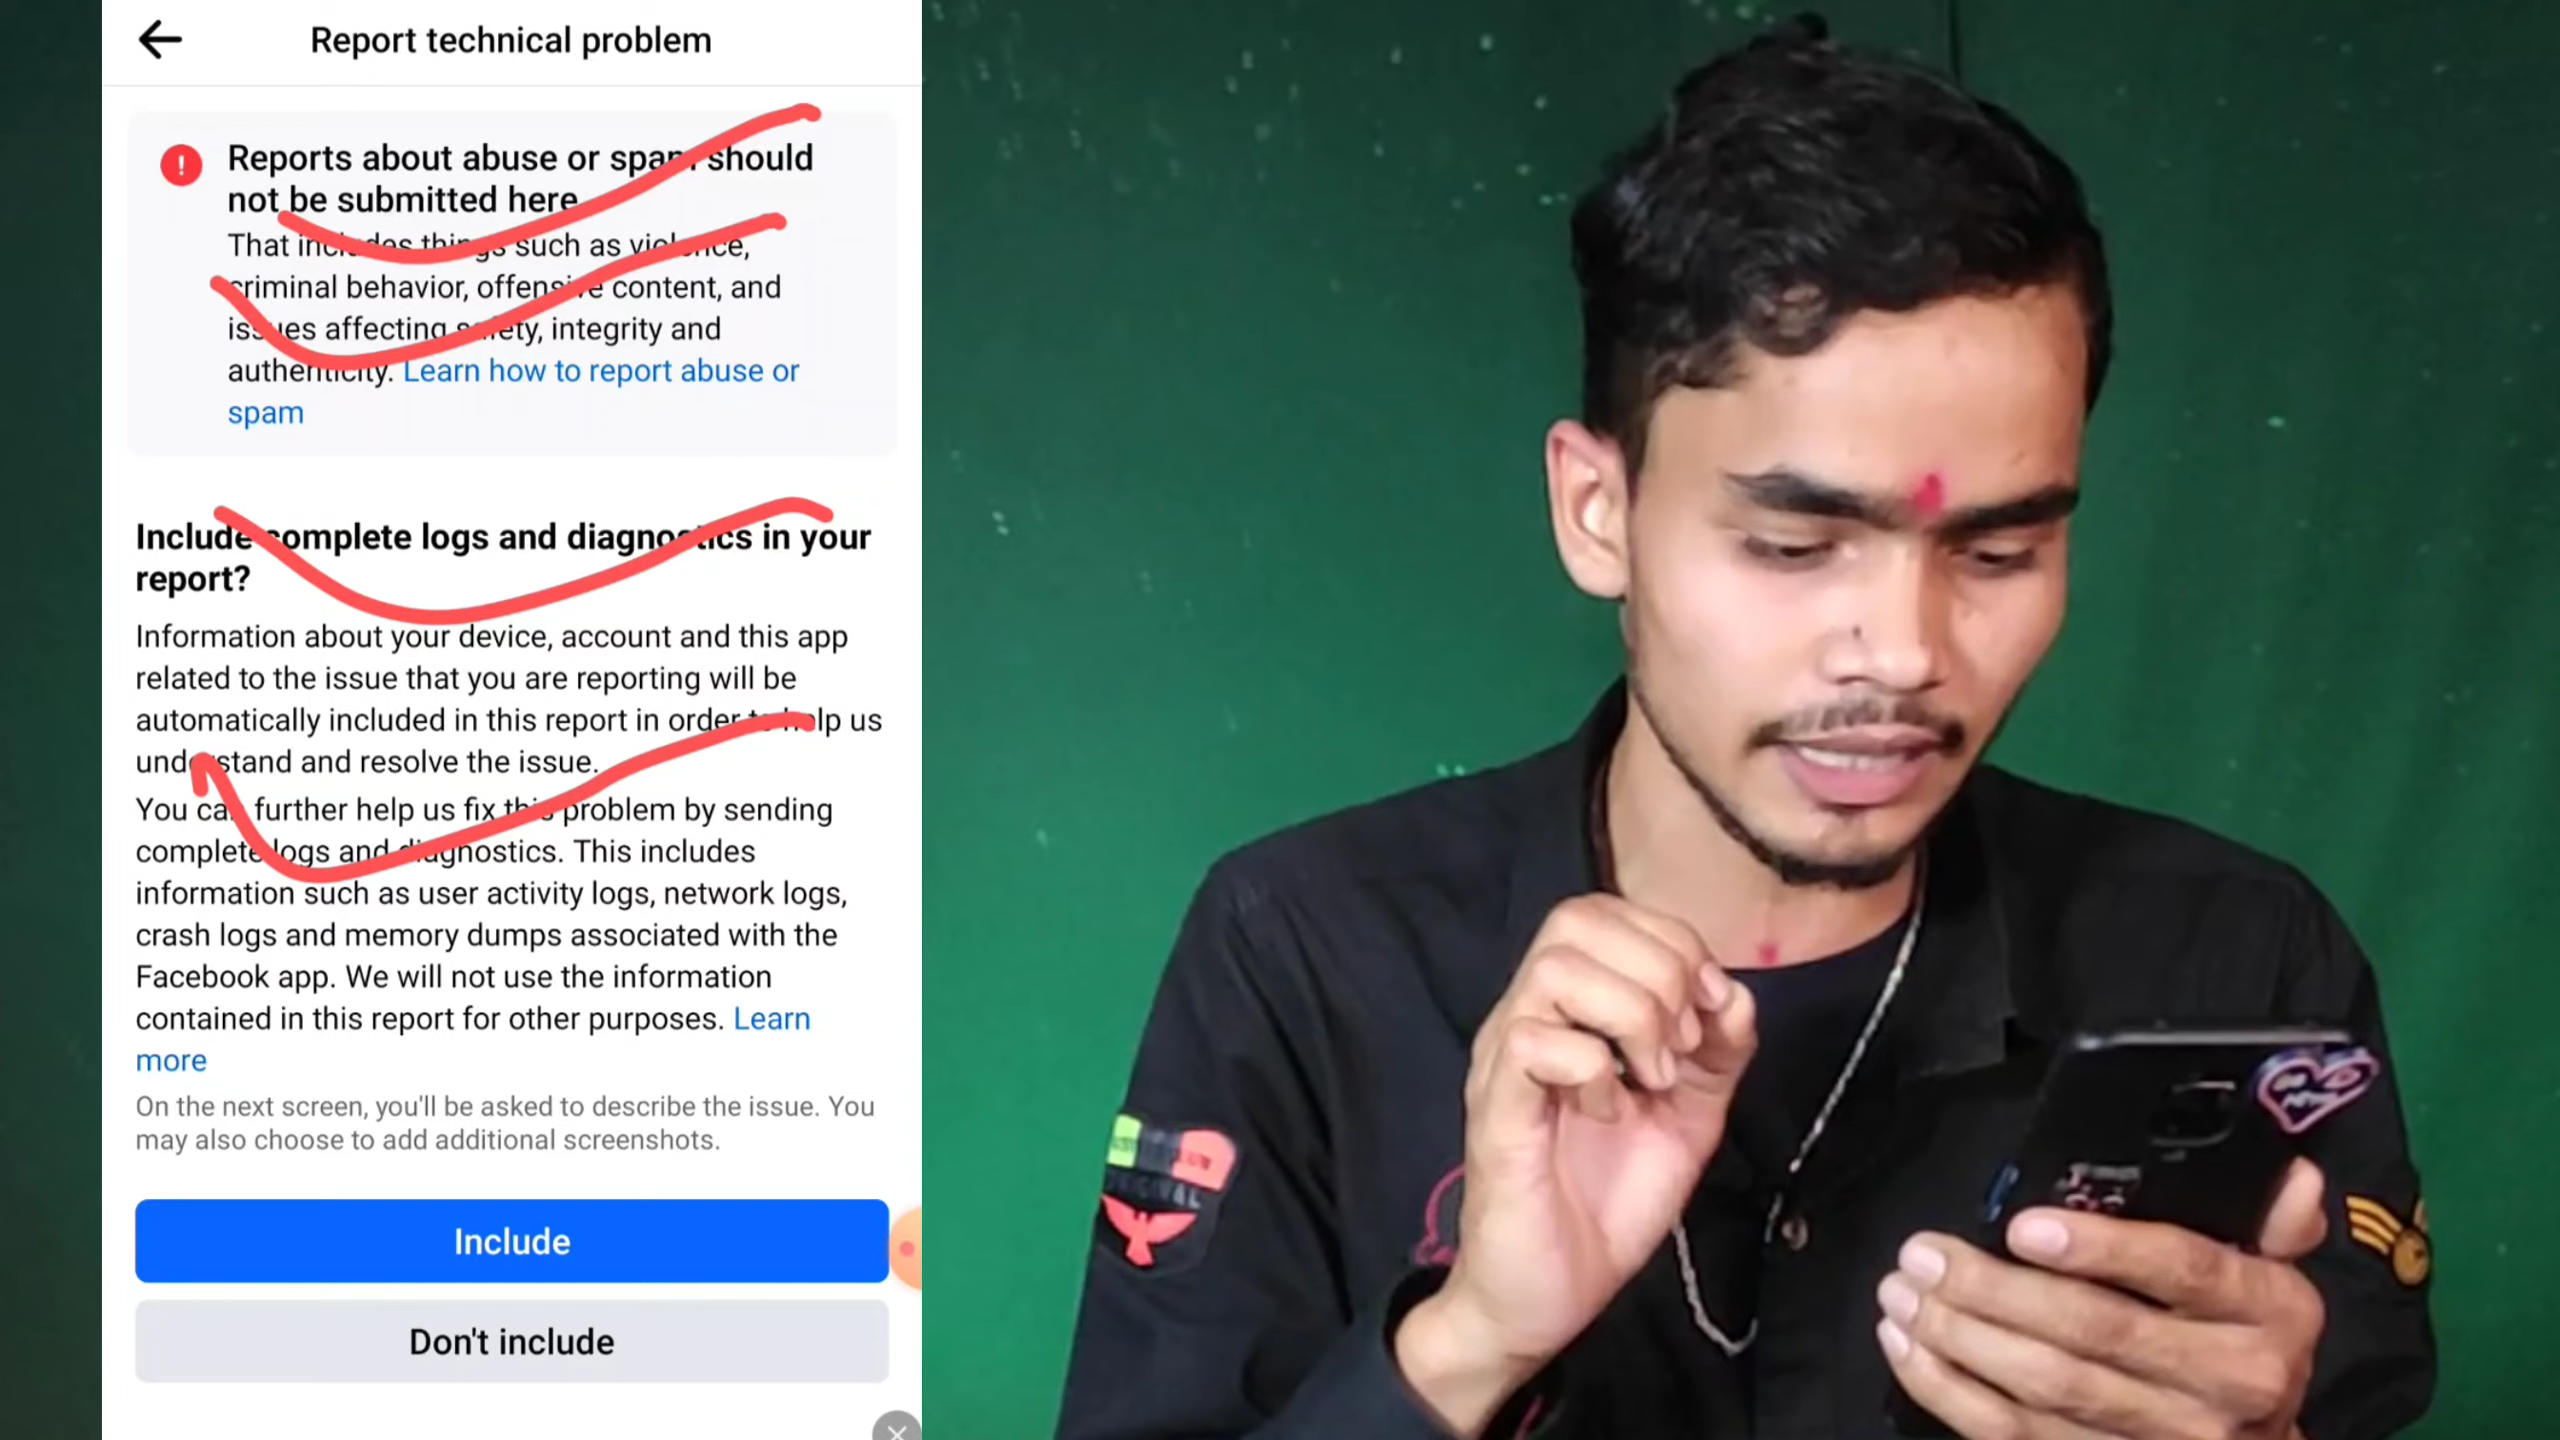 Report technical problem
Reports about abuse or spam should
not be submitted here
That includes things such as violence,
criminal behavior, offensive content, and
issues affecting safety, integrity and
authenticity. Learn how to report abuse or
spam
Include complete logs and diagnostics in your
report?
Information about your device, account and this app
related to the issue that you are reporting will be
automatically included in this report in order to help us
understand and resolve the issue.
You can further help us fix this problem by sending
complete logs and diagnostics. This includes
information such as user activity logs, network logs,
crash logs and memory dumps associated with the
Facebook app. We will not use the information
contained in this report for other purposes. Learn
more
On the next screen, you'll be asked to describe the issue. You
may also choose to add additional screenshots.
Include
Don't include
ORIGINAL